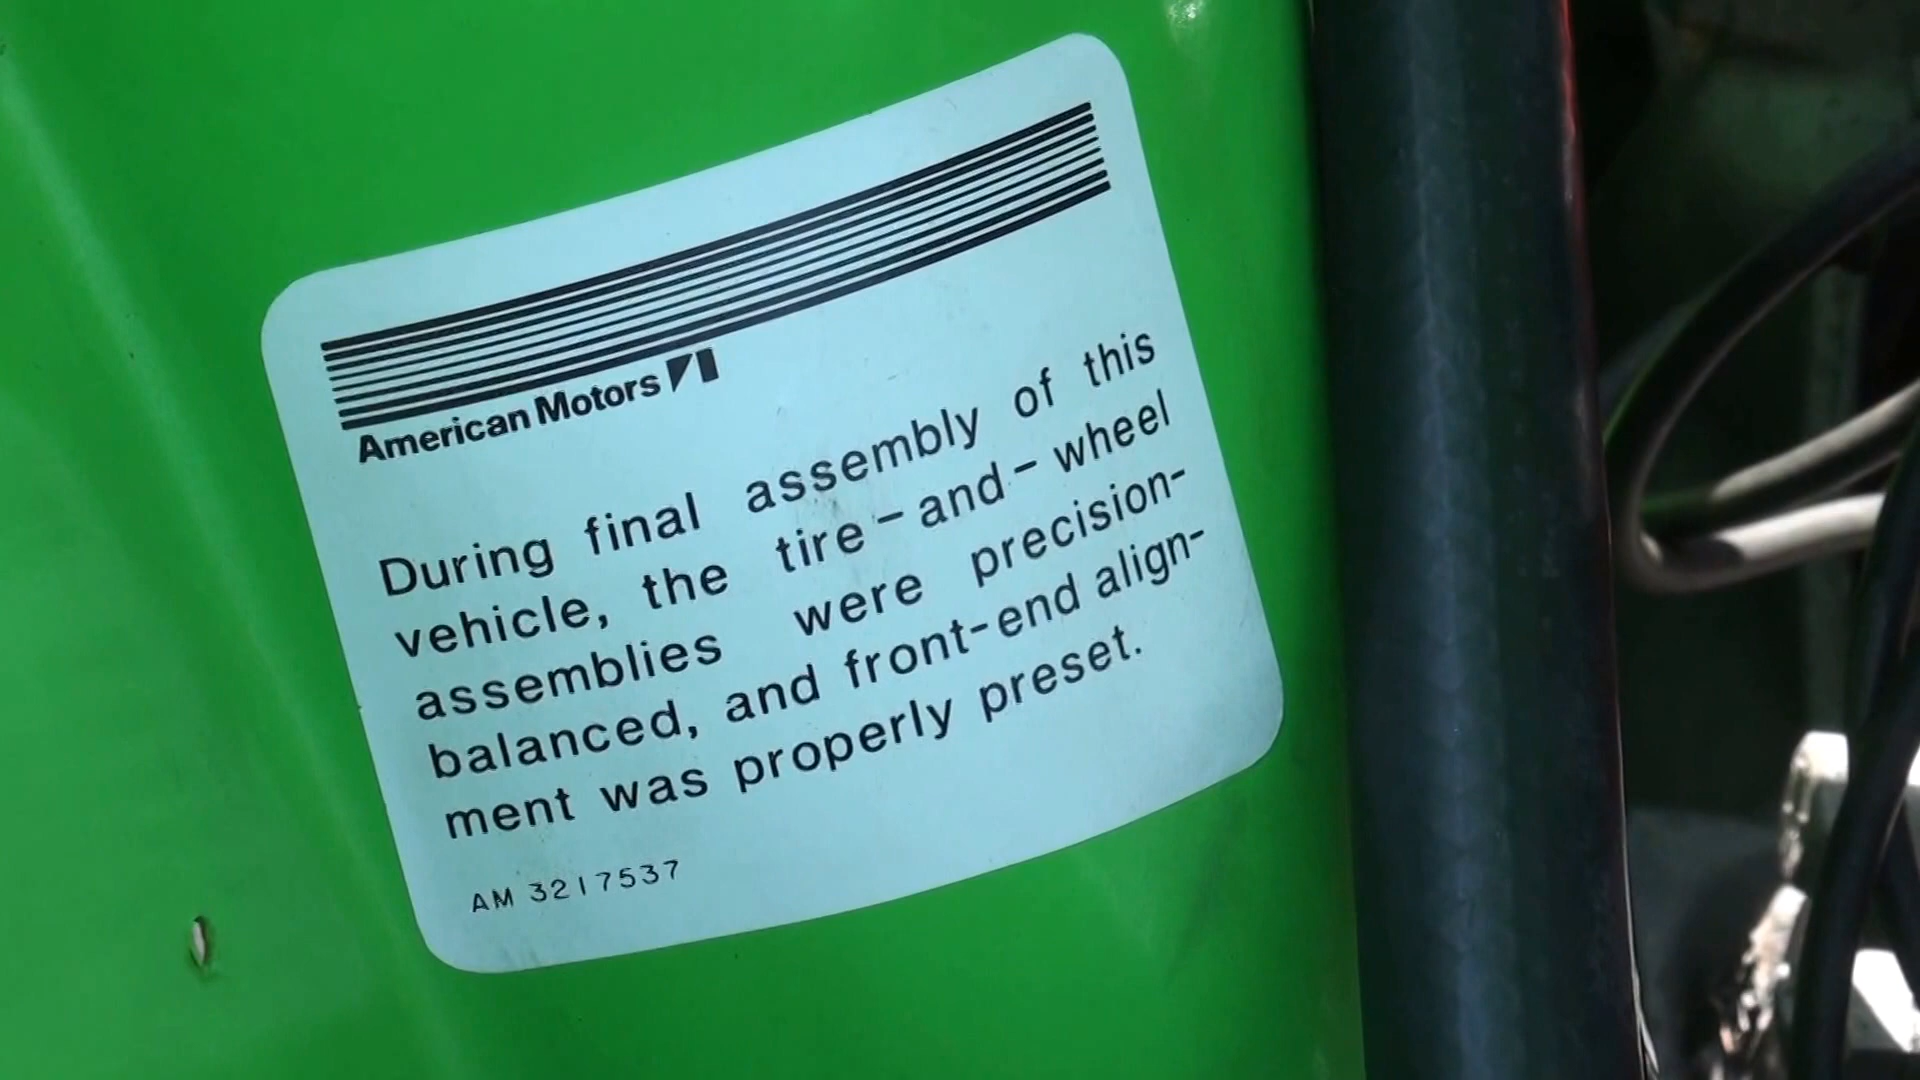 American Motors
During final assembly of this
vehicle, the tire-and-wheel
assemblies were precision-
balanced, and front-end align-
ment was properly preset.
AM 3217537